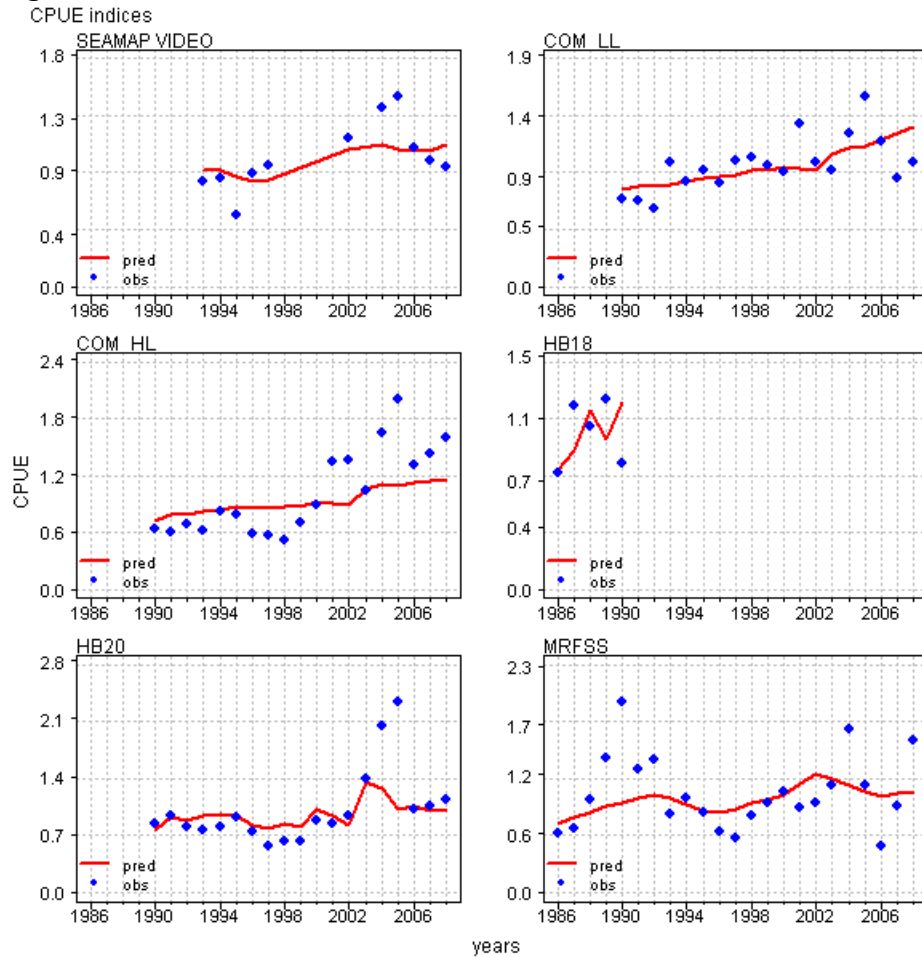 CPUE indices
SEAMAP VIDEO
1.8
1.3
0.9
0.4
0.0
pred
obs
1986 1990 1994 1998 2002 2006
COM LL
1.9
1.4
0.9
0.5
0.0
pred
obs
1986 1990 1994 1998 2002 2006
COM HL
2.4
1.8
1.2
0.6
0.0
pred
obs
1986 1990 1994 1998 2002 2006
HB18
1.5
1.1
0.7
0.4
0.0
pred
obs
1986 1990 1994 1998 2002 2006
CPUE
HB20
2.8
2.1
1.4
0.7
0.0
pred
obs
1986 1990 1994 1998 2002 2006
MRFSS
2.3
1.7
1.2
0.6
0.0
pred
obs
1986 1990 1994 1998 2002 2006
years